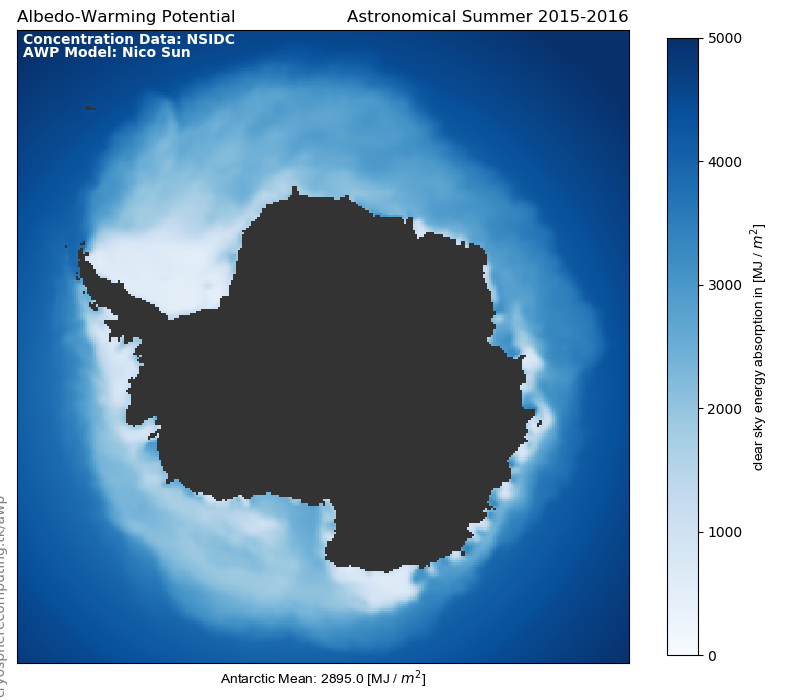 Albedo-Warming Potential
Astronomical Summer 2015-2016
Concentration Data: NSIDC
AWP Model: Nico Sun
5000
4000
3000
2000
1000
0
clear sky energy absorption in [MJ / m²]
cryospherecomputing.tk/awp
Antarctic Mean: 2895.0 [MJ / m²]